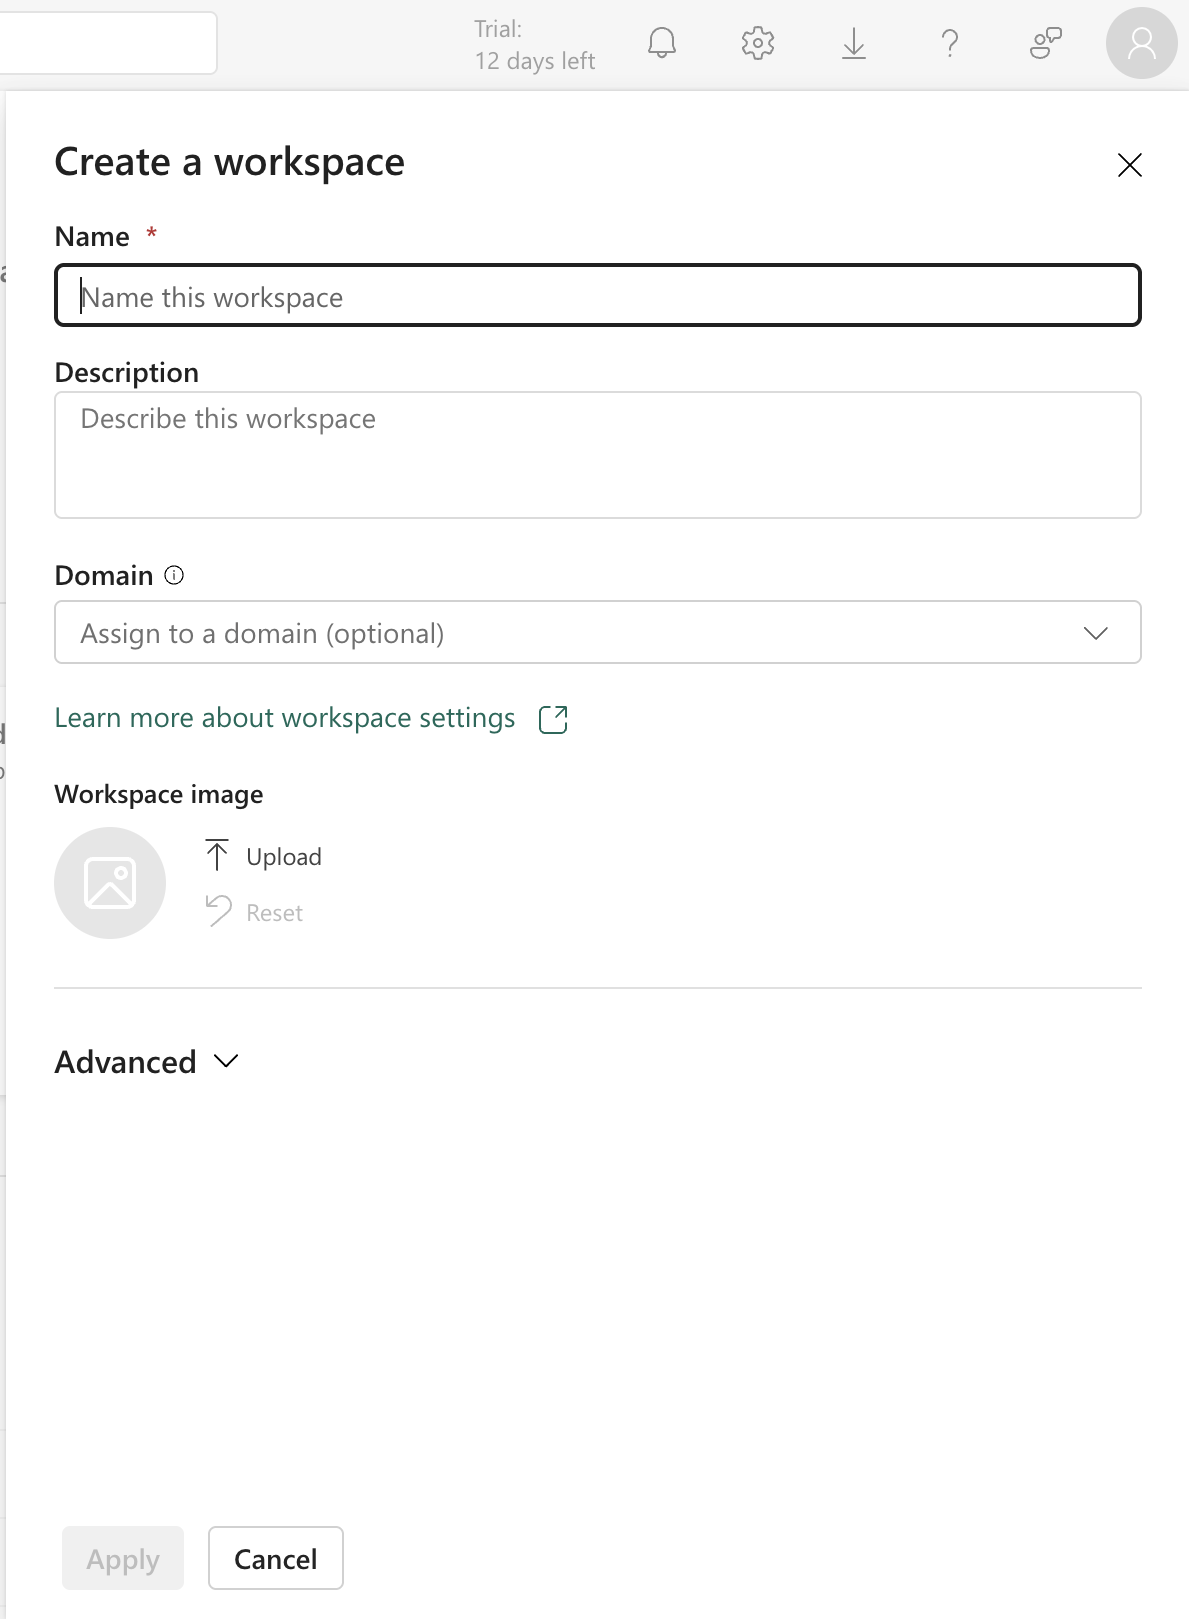 Trial:
12 days left
Create a workspace
Name *
Name this workspace
Description
Describe this workspace
Domain
Assign to a domain (optional)
Learn more about workspace settings
Workspace image
Upload
Reset
Advanced
Apply
Cancel